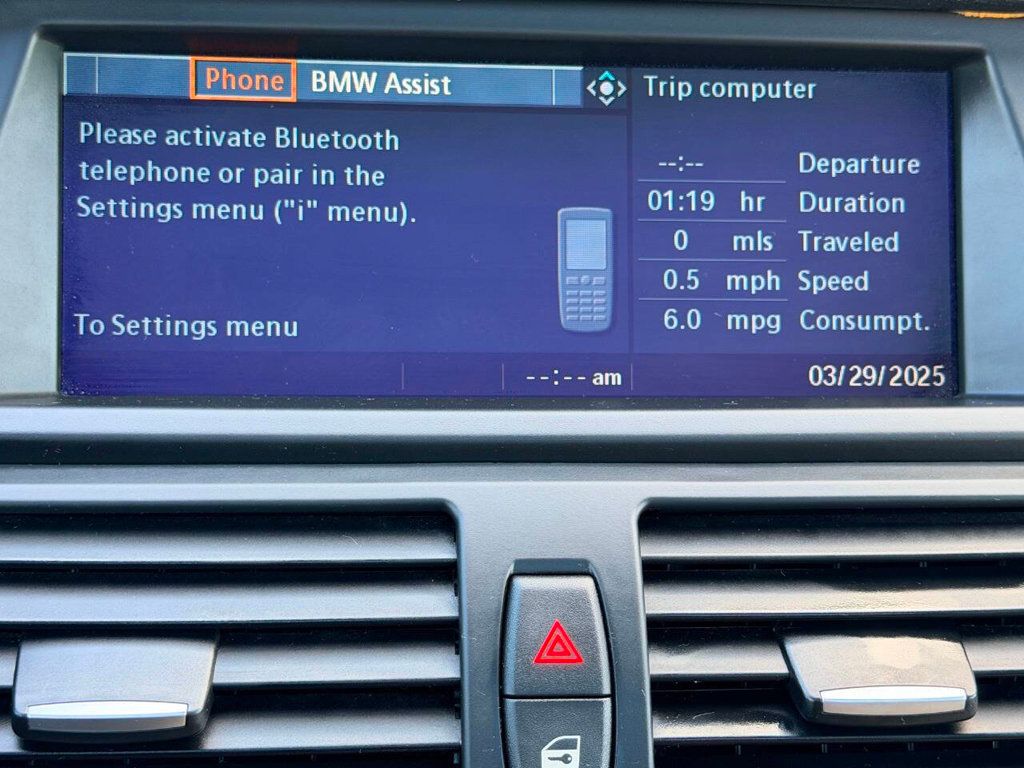 Phone BMW Assist
Please activate Bluetooth
telephone or pair in the
Settings menu ("i" menu).
To Settings menu
Trip computer
--:-- Departure
01:19 hr Duration
0 mls Traveled
0.5 mph Speed
6.0 mpg Consumpt.
--:-- am 03/29/2025